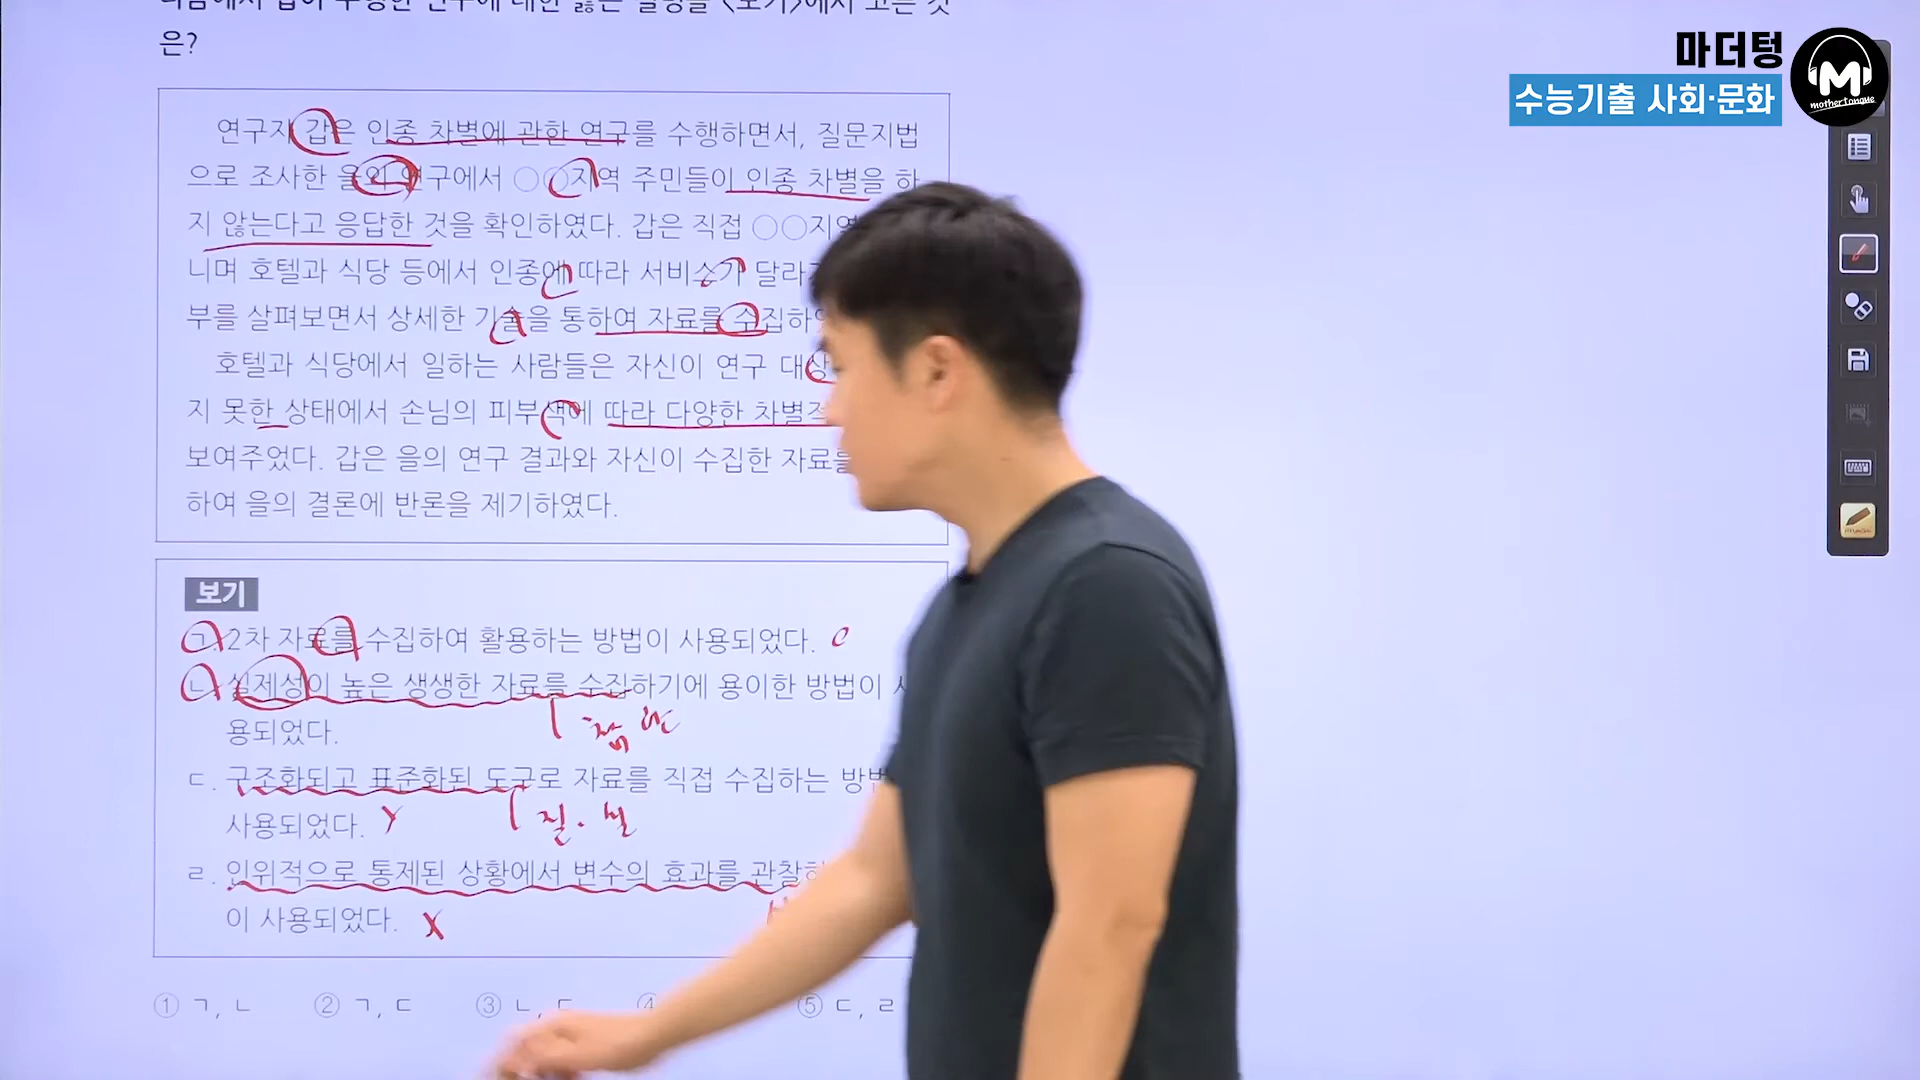 은?
마더텅
수능기출 사회·문화
mothertongue
연구자 갑은 인종 차별에 관한 연구를 수행하면서, 질문지법
으로 조사한 을의 연구에서 ○○지역 주민들이 인종 차별을 하
지 않는다고 응답한 것을 확인하였다. 갑은 직접 ○○지역
니며 호텔과 식당 등에서 인종에 따라 서비스가
부를 살펴보면서 상세한 기술을 통하여 자료를
호텔과 식당에서 일하는 사람들은 자신이 연구
지 못한 상태에서 손님의 피부색에 따라 다양한
보여주었다. 갑은 을의 연구 결과와 자신이 수집한 자료를
하여 을의 결론에 반론을 제기하였다.
보기
ㄱ. 2차 자료를 수집하여 활용하는 방법이 사용되었다.
ㄴ. 실제성이 높은 생생한 자료를 수집하기에 용이한 방법이 사
용되었다.
ㄷ. 구조화되고 표준화된 도구로 자료를 직접 수집하는
사용되었다. X
질. 실
ㄹ. 인위적으로 통제된 상황에서 변수의 효과를
이 사용되었다. X
① ㄱ, ㄴ ② ㄱ, ㄷ ③ ㄴ, ㄷ ④ ⑤ ㄷ, ㄹ